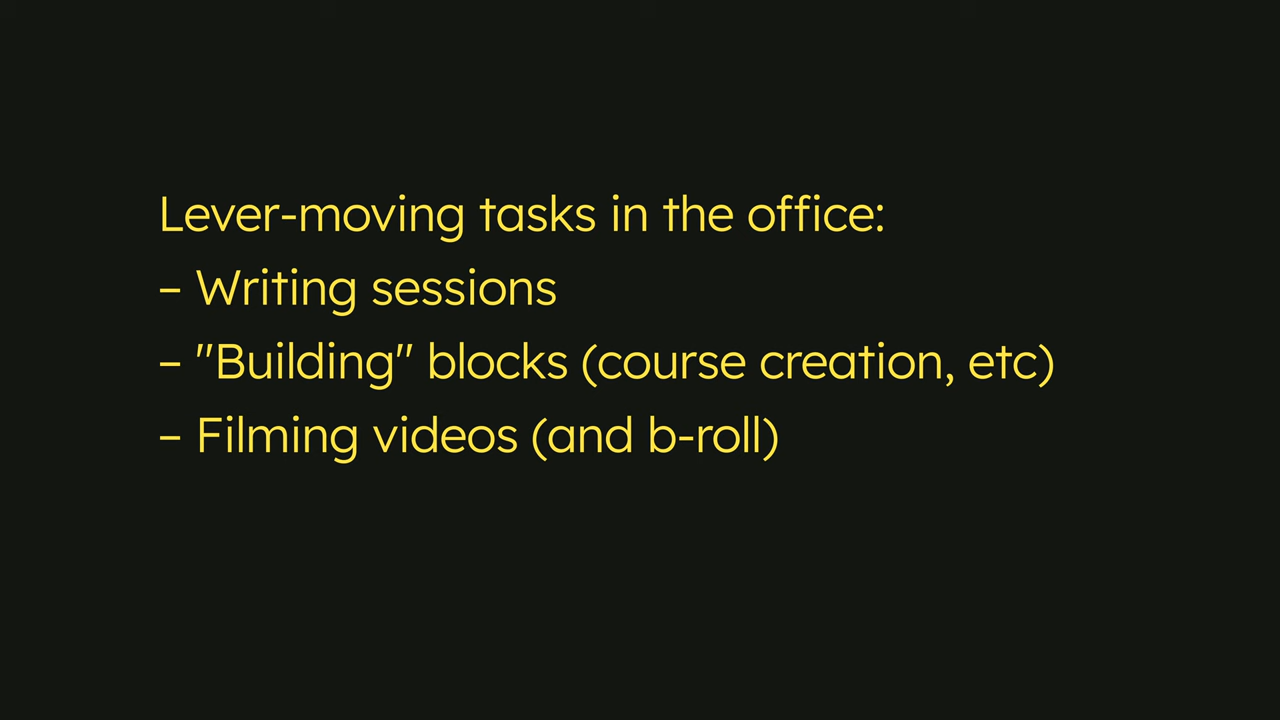 Lever-moving tasks in the office:
– Writing sessions
– "Building" blocks (course creation, etc)
– Filming videos (and b-roll)